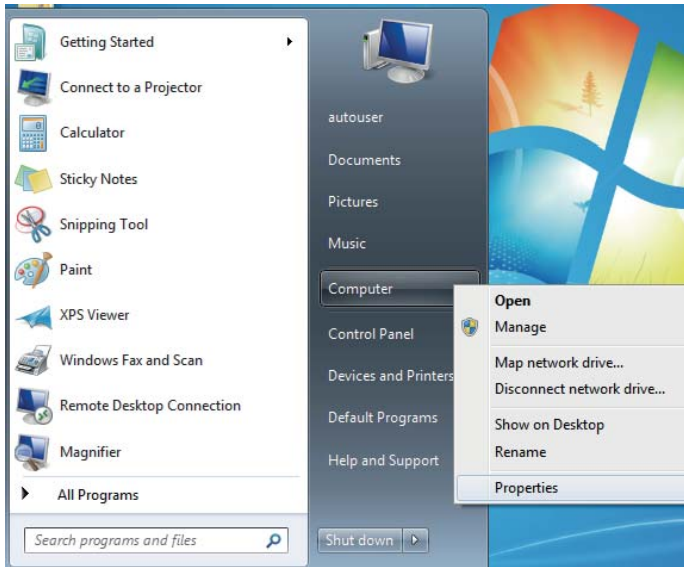 Getting Started
Connect to a Projector
Calculator
Sticky Notes
Snipping Tool
Paint
XPS Viewer
Windows Fax and Scan
Remote Desktop Connection
Magnifier
All Programs
Search programs and files
autouser
Documents
Pictures
Music
Computer
Control Panel
Devices and Printers
Default Programs
Help and Support
Shut down
Open
Manage
Map network drive...
Disconnect network drive...
Show on Desktop
Rename
Properties